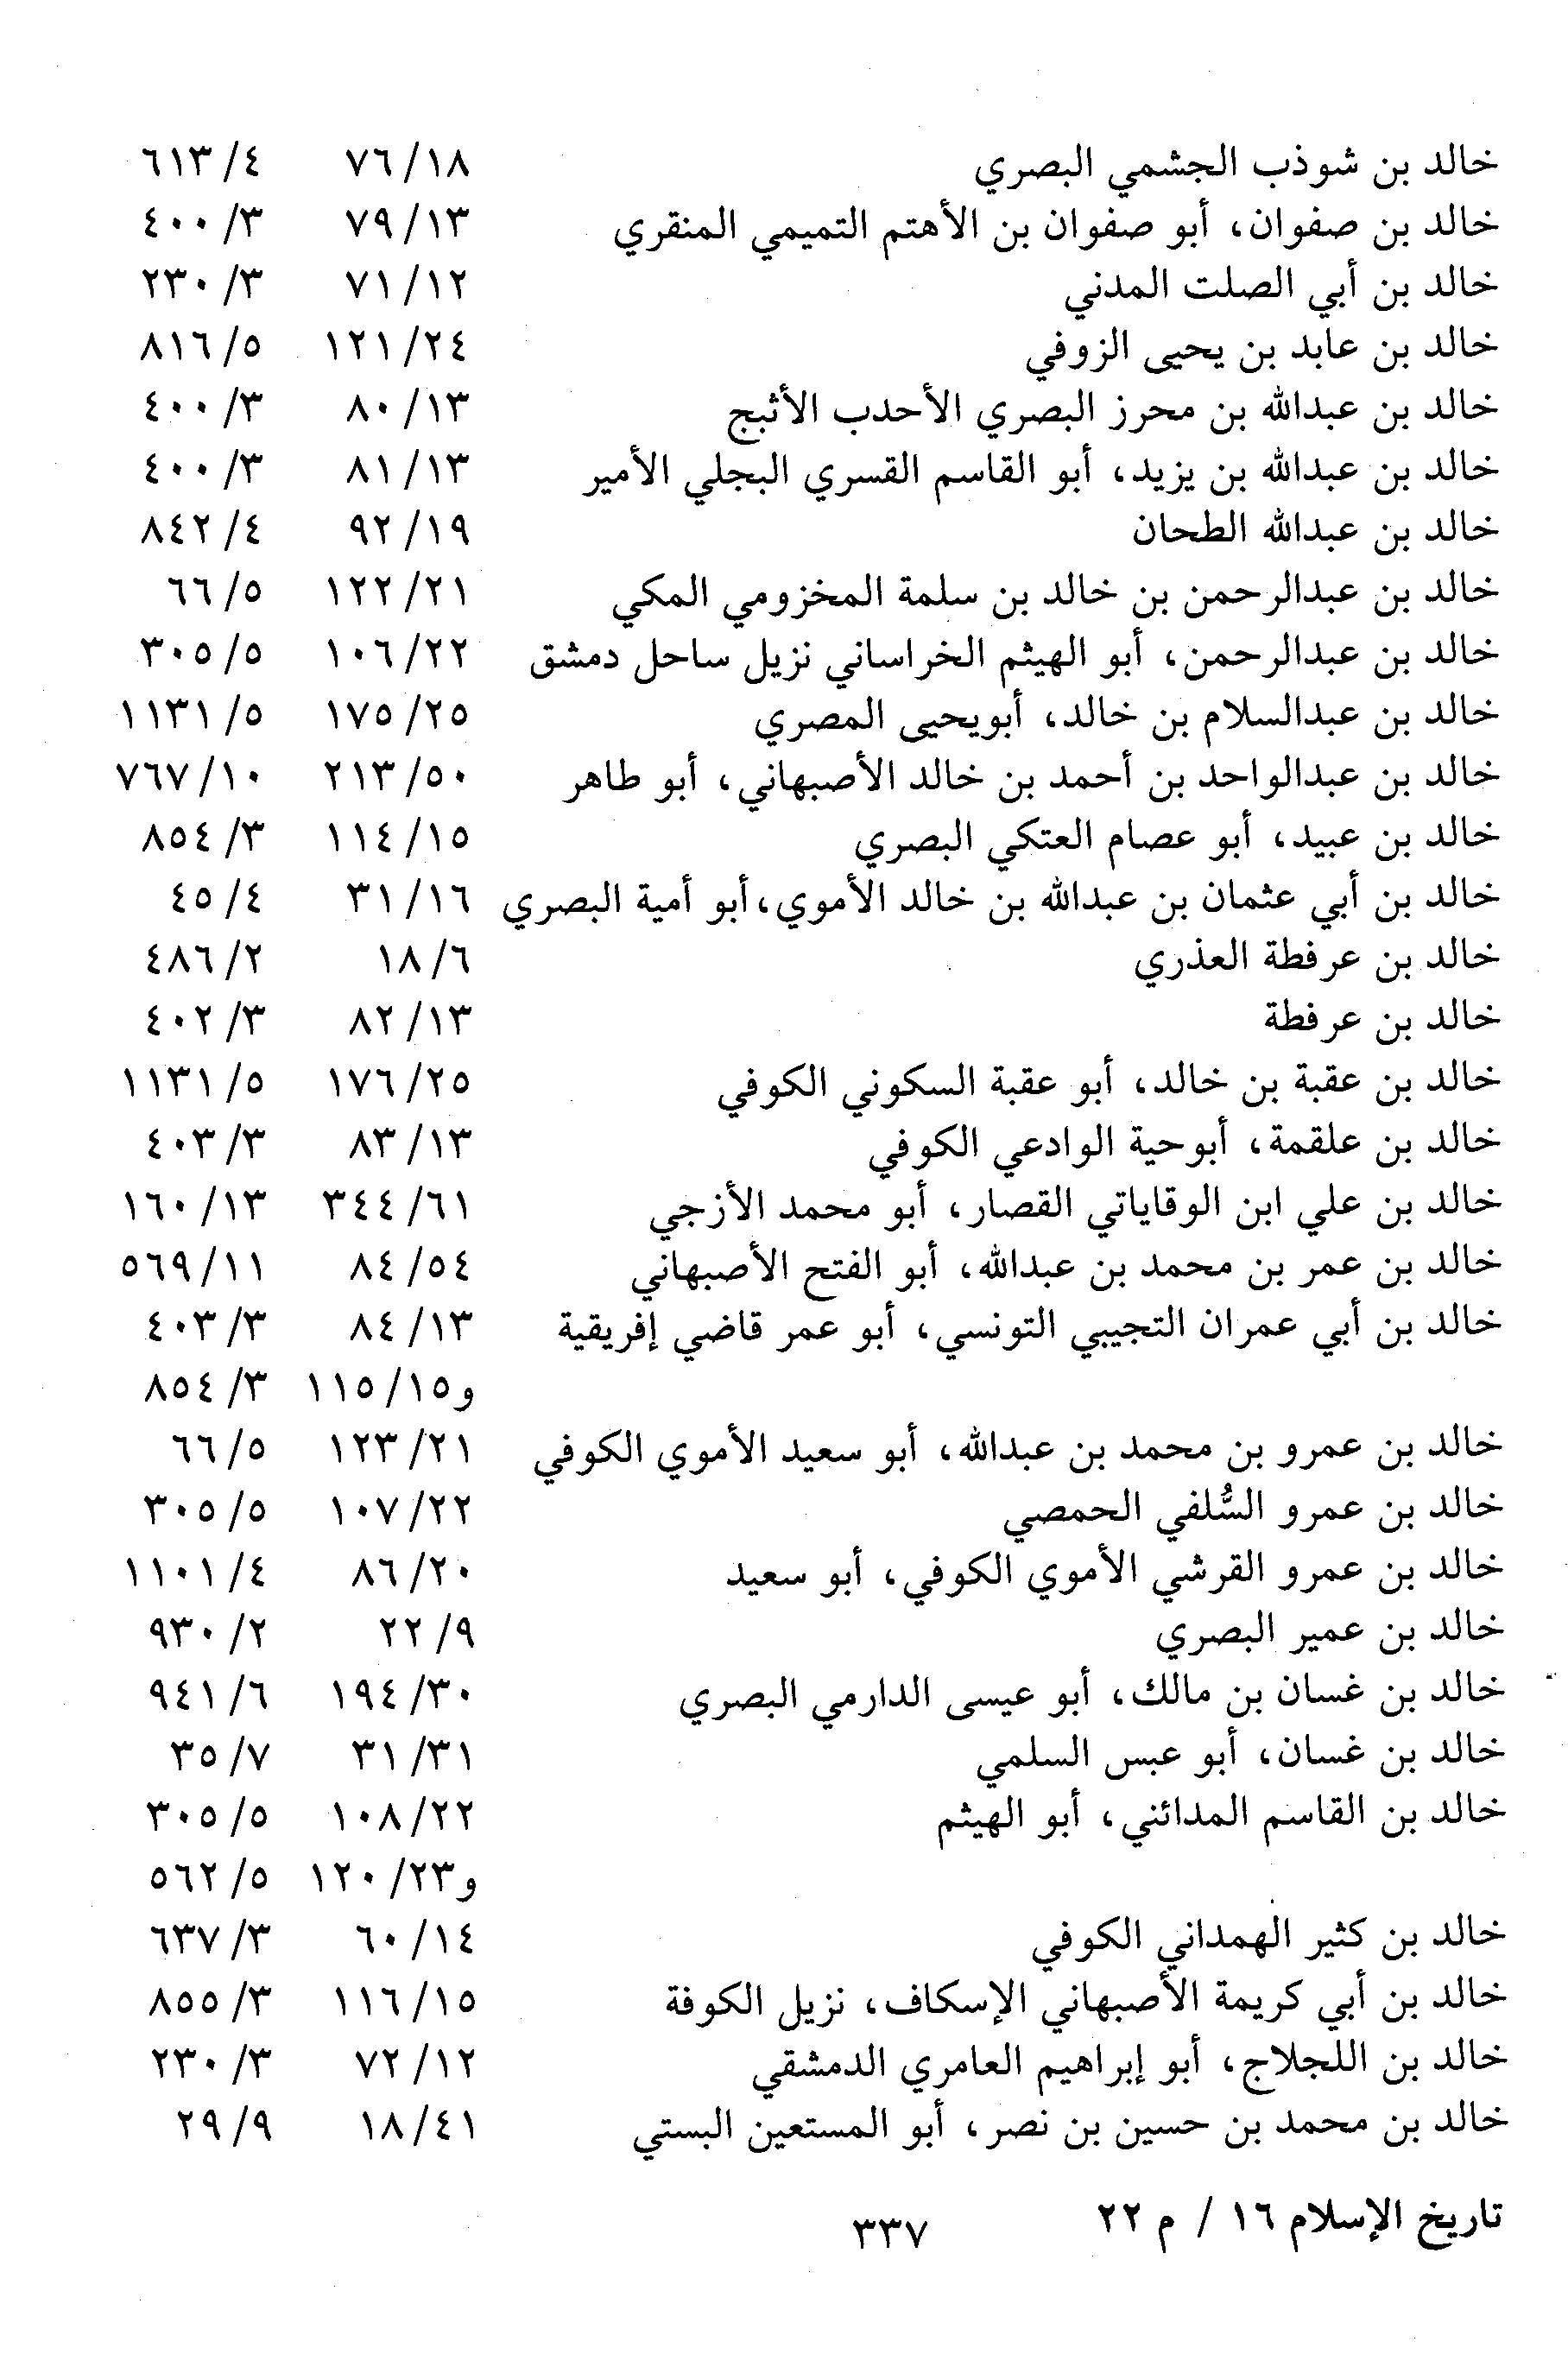 خالد بن شوذب الجشمي البصري ١٨/٧٦ ٤/٦١٣
خالد بن صفوان، أبو صفوان بن الأهتم التميمي المنقري ١٣/٧٩ ٣/٤٠٠
خالد بن أبي الصلت المدني ١٢/٧١ ٣/٢٣٠
خالد بن عابد بن يحيى الزوفي ٢٤/١٢١ ٥/٨١٦
خالد بن عبدالله بن محرز البصري الأحدب الأثبج ١٣/٨٠ ٣/٤٠٠
خالد بن عبدالله بن يزيد، أبو القاسم القسري البجلي الأمير ١٣/٨١ ٣/٤٠٠
خالد بن عبدالله الطحان ١٩/٩٢ ٤/٨٤٢
خالد بن عبدالرحمن بن خالد بن سلمة المخزومي المكي ٢١/١٢٢ ٥/٦٦
خالد بن عبدالرحمن، أبو الهيثم الخراساني نزيل ساحل دمشق ٢٢/١٠٦ ٥/٣٠٥
خالد بن عبدالسلام بن خالد، أبويحيى المصري ٢٥/١٧٥ ٥/١١٣١
خالد بن عبدالواحد بن أحمد بن خالد الأصبهاني، أبو طاهر ٥٠/٢١٣ ١٠/٧٦٧
خالد بن عبيد، أبو عصام العتكي البصري ١٥/١١٤ ٣/٨٥٤
خالد بن أبي عثمان بن عبدالله بن خالد الأموي،أبو أمية البصري ١٦/٣١ ٤/٤٥
خالد بن عرفطة العذري ٦/١٨ ٢/٤٨٦
خالد بن عرفطة ١٣/٨٢ ٣/٤٠٢
خالد بن عقبة بن خالد، أبو عقبة السكوني الكوفي ٢٥/١٧٦ ٥/١١٣١
خالد بن علقمة، أبوحية الوادعي الكوفي ١٣/٨٣ ٣/٤٠٣
خالد بن علي ابن الوقاياتي القصار، أبو محمد الأزجي ٦١/٣٤٤ ١٣/١٦٠
خالد بن عمر بن محمد بن عبدالله، أبو الفتح الأصبهاني ٥٤/٨٤ ١١/٥٦٩
خالد بن أبي عمران التجيبي التونسي، أبو عمر قاضي إفريقية ١٣/٨٤ ٣/٤٠٣
و١٥/١١٥ ٣/٨٥٤
خالد بن عمرو بن محمد بن عبدالله، أبو سعيد الأموي الكوفي ٢١/١٢٣ ٥/٦٦
خالد بن عمرو السُّلفي الحمصي ٢٢/١٠٧ ٥/٣٠٥
خالد بن عمرو القرشي الأموي الكوفي، أبو سعيد ٢٠/٨٦ ٤/١١٠١
خالد بن عمير البصري ٩/٢٢ ٢/٩٣٠
خالد بن غسان بن مالك، أبو عيسى الدارمي البصري ٣٠/١٩٤ ٦/٩٤١
خالد بن غسان، أبو عبس السلمي ٣١/٣١ ٧/٣٥
خالد بن القاسم المدائني، أبو الهيثم ٢٢/١٠٨ ٥/٣٠٥
و٢٣/١٢٠ ٥/٥٦٢
خالد بن كثير الهمداني الكوفي ١٤/٦٠ ٣/٦٣٧
خالد بن أبي كريمة الأصبهاني الإسكاف، نزيل الكوفة ١٥/١١٦ ٣/٨٥٥
خالد بن اللجلاج، أبو إبراهيم العامري الدمشقي ١٢/٧٢ ٣/٢٣٠
خالد بن محمد بن حسين بن نصر، أبو المستعين البستي ٤١/١٨ ٩/٢٩
تاريخ الإسلام ١٦ / م ٢٢ ٣٣٧